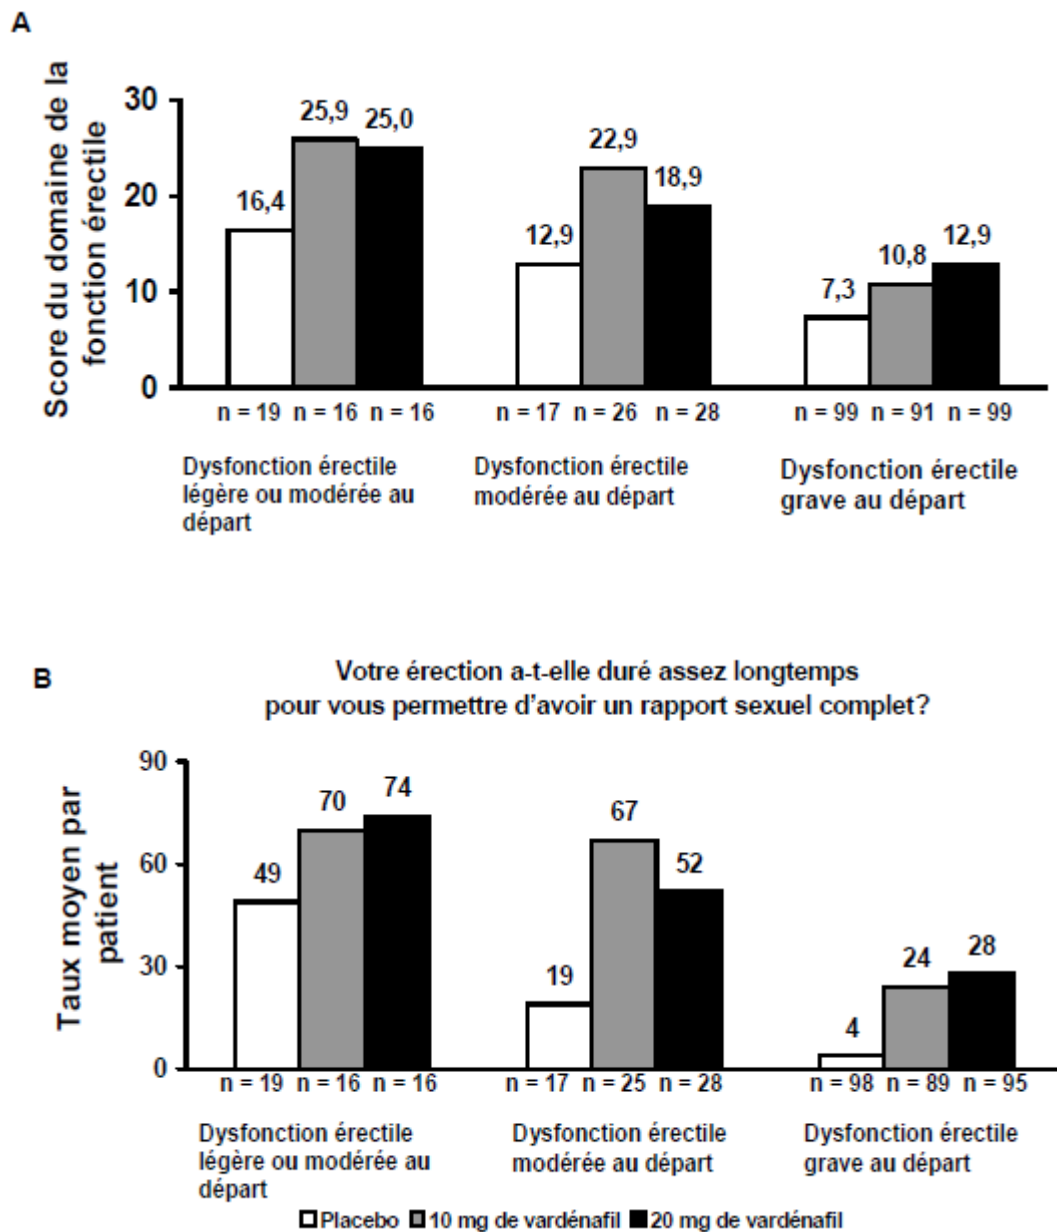 A
Score du domaine de la
fonction érectile
30
20
10
0
16,4
25,9
25,0
12,9
22,9
18,9
7,3
10,8
12,9
n = 19 n = 16 n = 16
n = 17 n = 26 n = 28
n = 99 n = 91 n = 99
Dysfonction érectile
légère ou modérée au
départ
Dysfonction érectile
modérée au départ
Dysfonction érectile
grave au départ
B
Votre érection a-t-elle duré assez longtemps
pour vous permettre d'avoir un rapport sexuel complet?
Taux moyen par
patient
90
60
30
0
49
70
74
19
67
52
4
24
28
n = 19 n = 16 n = 16
n = 17 n = 25 n = 28
n = 98 n = 89 n = 95
Dysfonction érectile
légère ou modérée au
départ
Dysfonction érectile
modérée au départ
Dysfonction érectile
grave au départ
Placebo 10 mg de vardénafil 20 mg de vardénafil